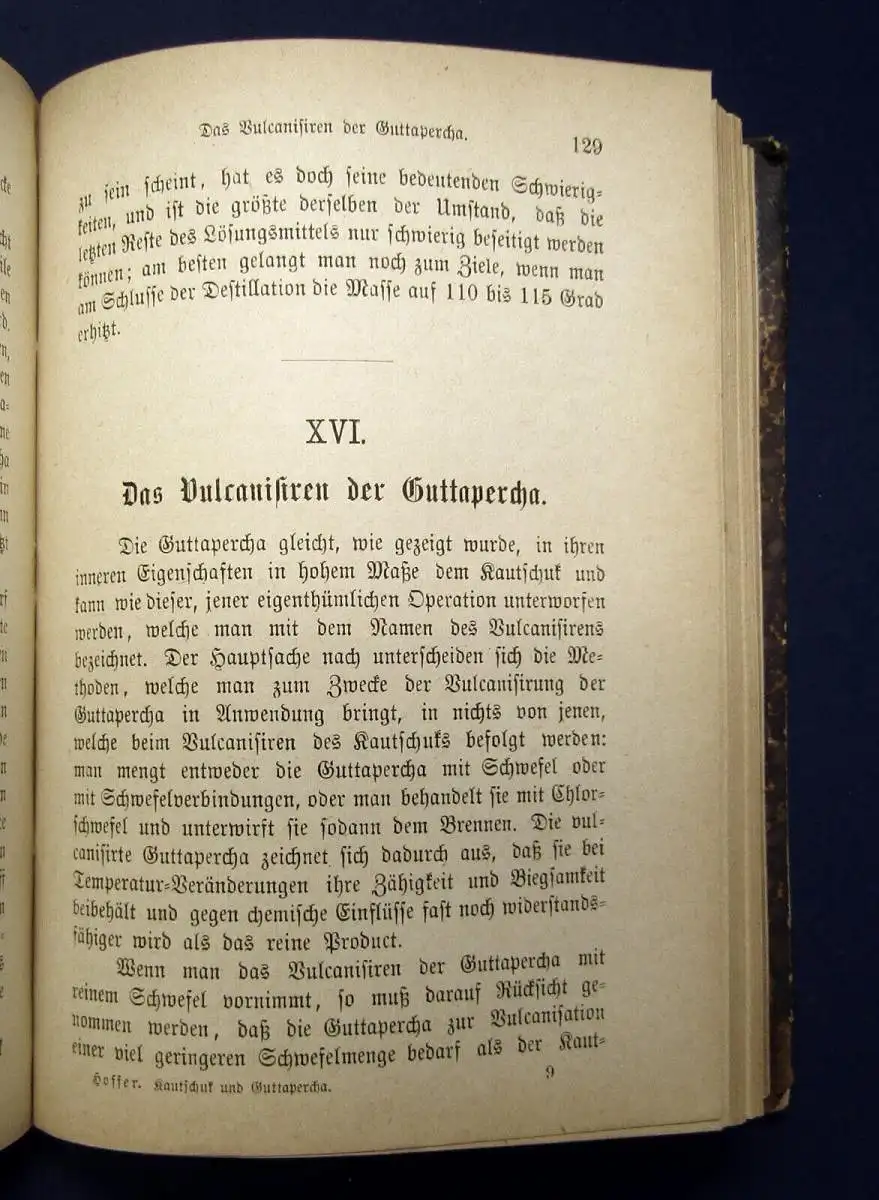 Das Vulcanisiren der Guttapercha.
129
zu sein scheint, hat es doch seine bedeutenden Schwierig-
keiten, und ist die größte derselben der Umstand, daß die
letzten Reste des Lösungsmittels nur schwierig beseitigt werden
können; am besten gelangt man noch zum Ziele, wenn man
am Schlusse der Destillation die Masse auf 110 bis 115 Grad
erhitzt.
XVI.
Das Vulcanisiren der Guttapercha.
Die Guttapercha gleicht, wie gezeigt wurde, in ihren
inneren Eigenschaften in hohem Maße dem Kautschuk und
kann wie dieser, jener eigenthümlichen Operation unterworfen
werden, welche man mit dem Namen des Vulcanisirens
bezeichnet. Der Hauptsache nach unterscheiden sich die Me-
thoden, welche man zum Zwecke der Vulcanisirung der
Guttapercha in Anwendung bringt, in nichts von jenen,
welche beim Vulcanisiren des Kautschuks befolgt werden:
man mengt entweder die Guttapercha mit Schwefel oder
mit Schwefelverbindungen, oder man behandelt sie mit Chlor-
schwefel und unterwirft sie sodann dem Brennen. Die vul-
canisirte Guttapercha zeichnet sich dadurch aus, daß sie bei
Temperatur-Veränderungen ihre Zähigkeit und Biegsamkeit
beibehält und gegen chemische Einflüsse fast noch widerstands-
fähiger wird als das reine Product.
Wenn man das Vulcanisiren der Guttapercha mit
reinem Schwefel vornimmt, so muß darauf Rücksicht ge-
nommen werden, daß die Guttapercha zur Vulcanisation
einer viel geringeren Schwefelmenge bedarf als der Kaut-
Hoffer. Kautschuk und Guttapercha.
9